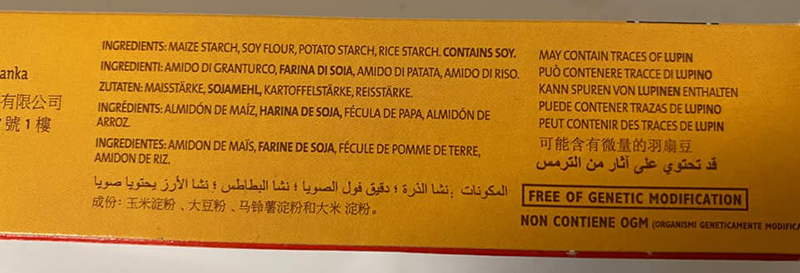 anka
有限公司
號1樓
INGREDIENTS: MAIZE STARCH, SOY FLOUR, POTATO STARCH, RICE STARCH. CONTAINS SOY.
INGREDIENTI: AMIDO DI GRANTURCO, FARINA DI SOIA, AMIDO DI PATATA, AMIDO DI RISO.
ZUTATEN: MAISSTÄRKE, SOJAMEHL, KARTOFFELSTÄRKE, REISSTÄRKE.
INGRÉDIENTS: ALMIDÓN DE MAÍZ, HARINA DE SOJA, FÉCULA DE PAPA, ALMIDÓN DE
ARROZ.
INGREDIENTES: AMIDON DE MAÏS, FARINE DE SOJA, FÉCULE DE POMME DE TERRE,
AMIDON DE RIZ.
المكونات :نشا الذرة ؛ دقيق فول الصويا ؛ نشا البطاطس ؛ نشا الأرز يحتويا صويا
成份：玉米淀粉、大豆粉、马铃薯淀粉和大米 淀粉。
MAY CONTAIN TRACES OF LUPIN
PUÒ CONTENERE TRACCE DI LUPINO
KANN SPUREN VON LUPINEN ENTHALTEN
PUEDE CONTENER TRAZAS DE LUPINO
PEUT CONTENIR DES TRACES DE LUPIN
可能含有微量的羽扇豆
قد تحتوي على آثار من الترمس
FREE OF GENETIC MODIFICATION
NON CONTIENE OGM (ORGANISMI GENETICAMENTE MODIFICA